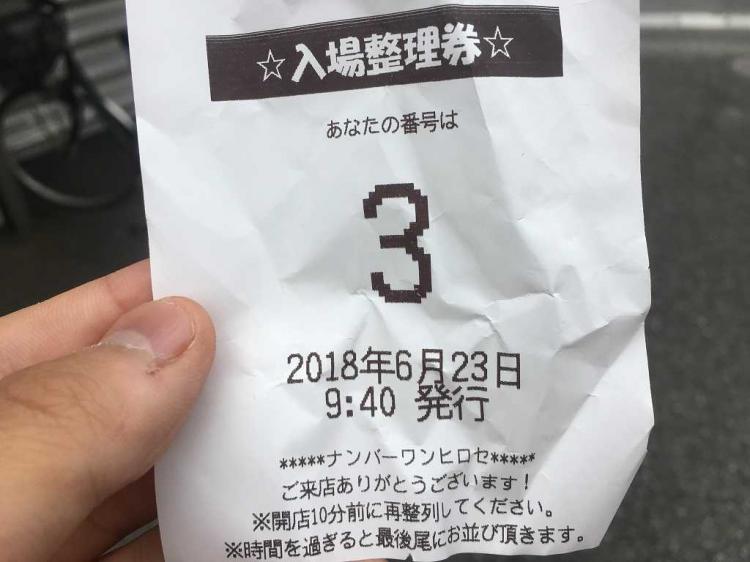 ☆入場整理券☆
あなたの番号は
3
2018年6月23日
9:40 発行
*****ナンバーワンヒロセ*****
ご来店ありがとうございます!
※開店10分前に再整列してください。
※時間を過ぎると最後尾にお並び頂きます。